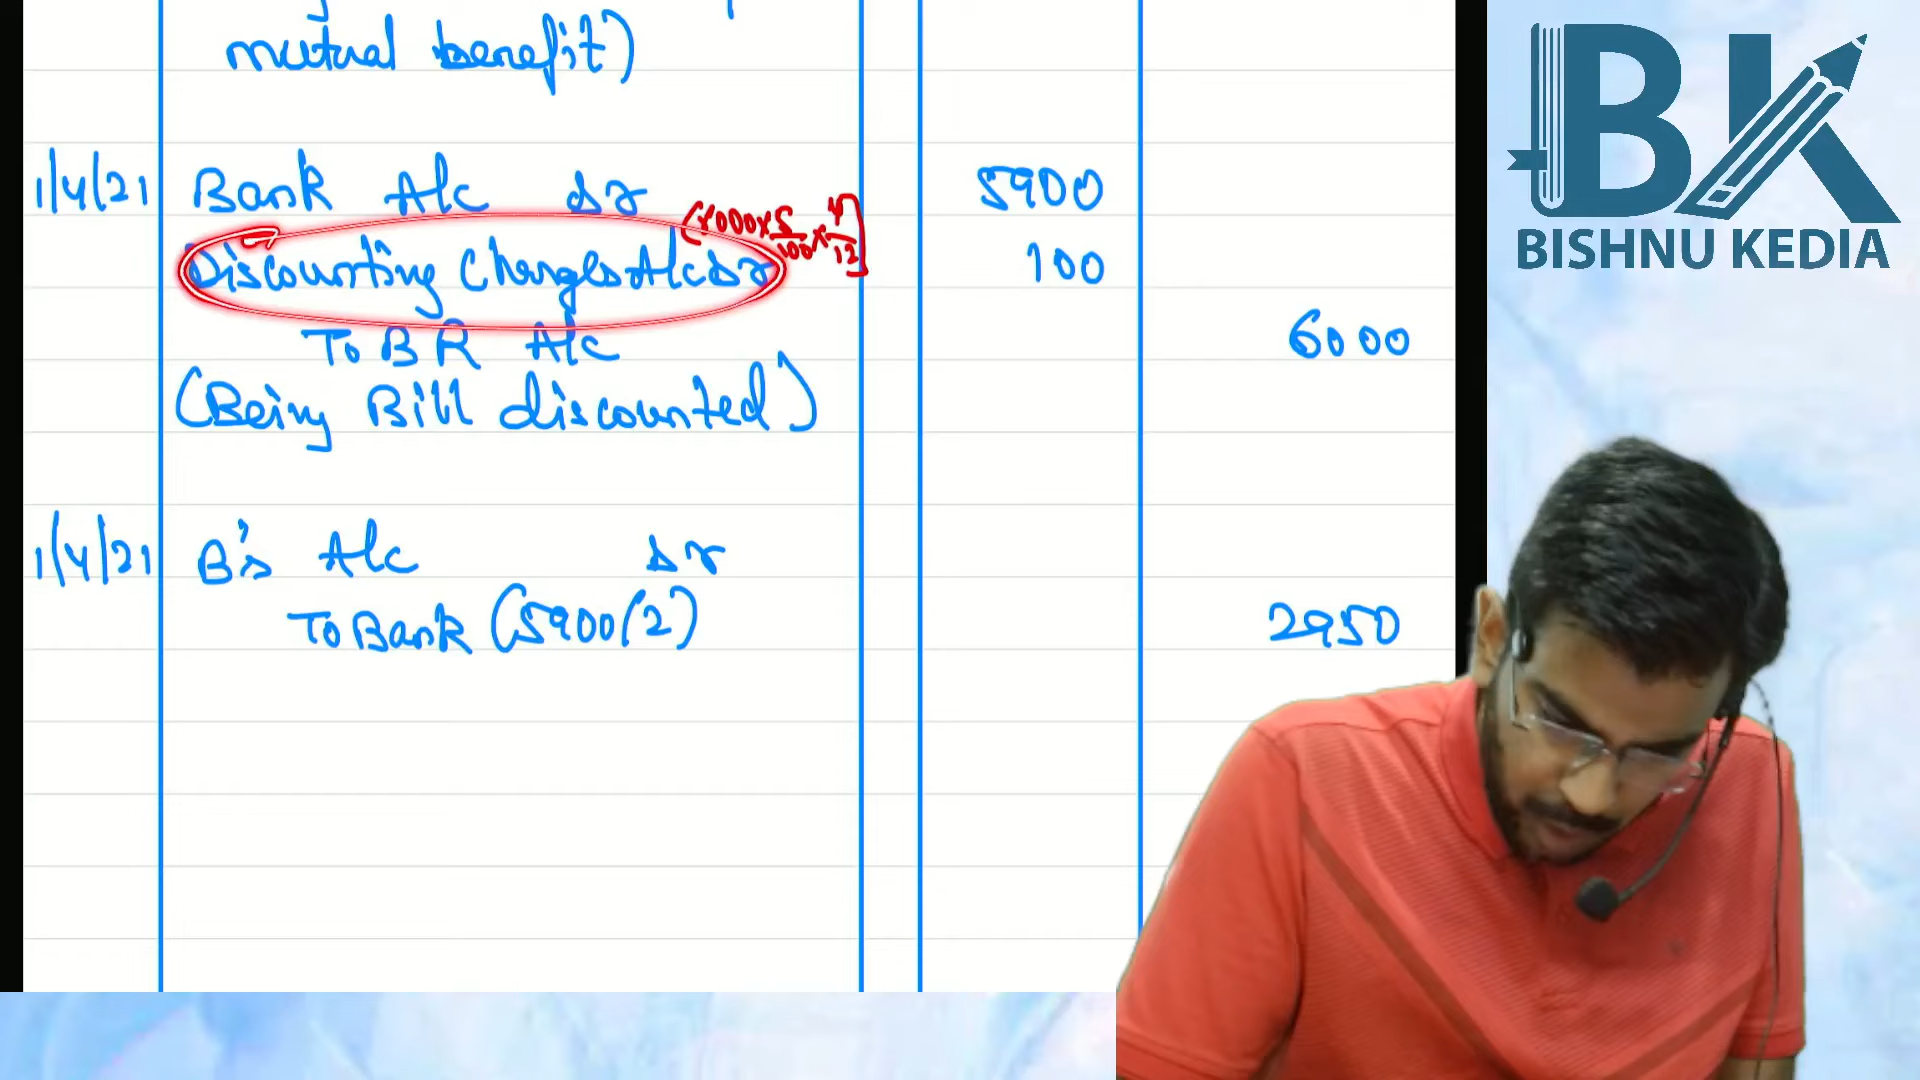 mutual benefit)
1/4/21 Bank A/c dr 5900
Discounting Charges A/c dr (6000 × 5/100 × 4/12) 100
To B R A/c 6000
(Being Bill discounted)
1/4/21 B's A/c dr
To Bank (5900/2) 2950
BK
BISHNU KEDIA